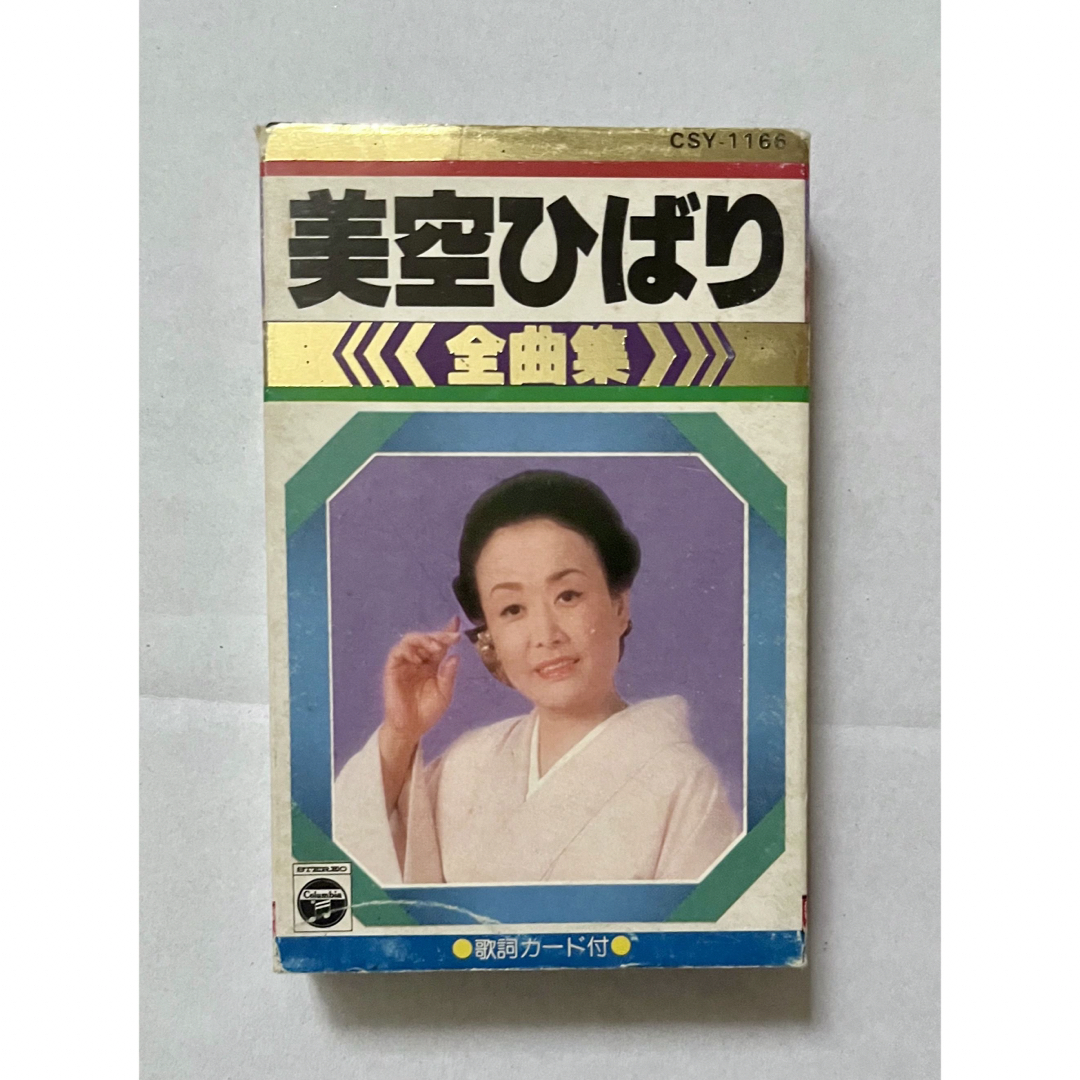 CSY-1166
美空ひばり
全曲集
STEREO
Columbia
歌詞カード付